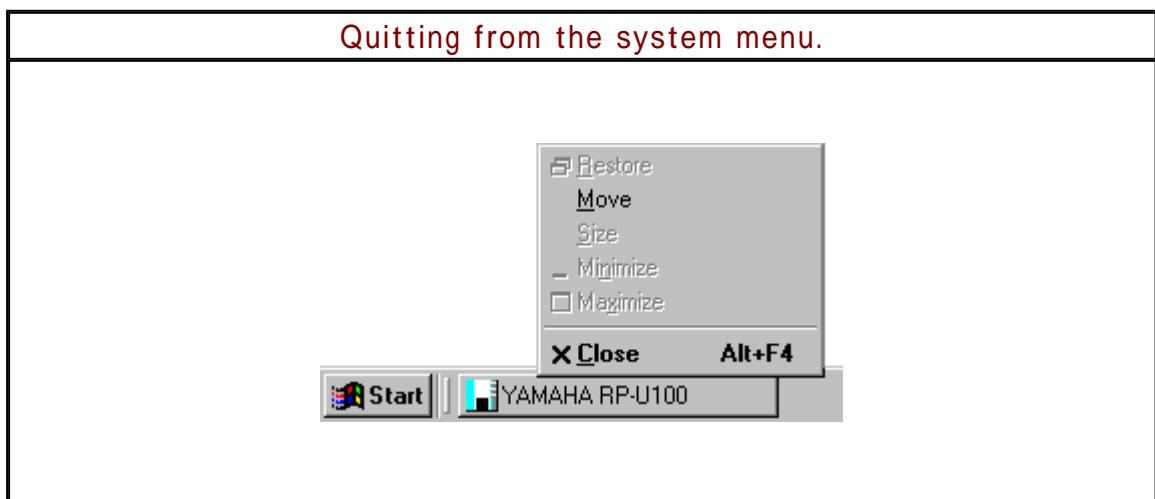 Quitting from the system menu.
Restore
Move
Size
Minimize
Maximize
Close Alt+F4
Start YAMAHA RP-U100